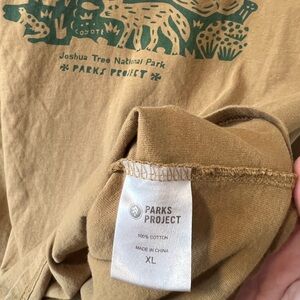 COYOTE
Joshua Tree National Park
PARKS PROJECT
PARKS
PROJECT
100% COTTON
MADE IN CHINA
XL